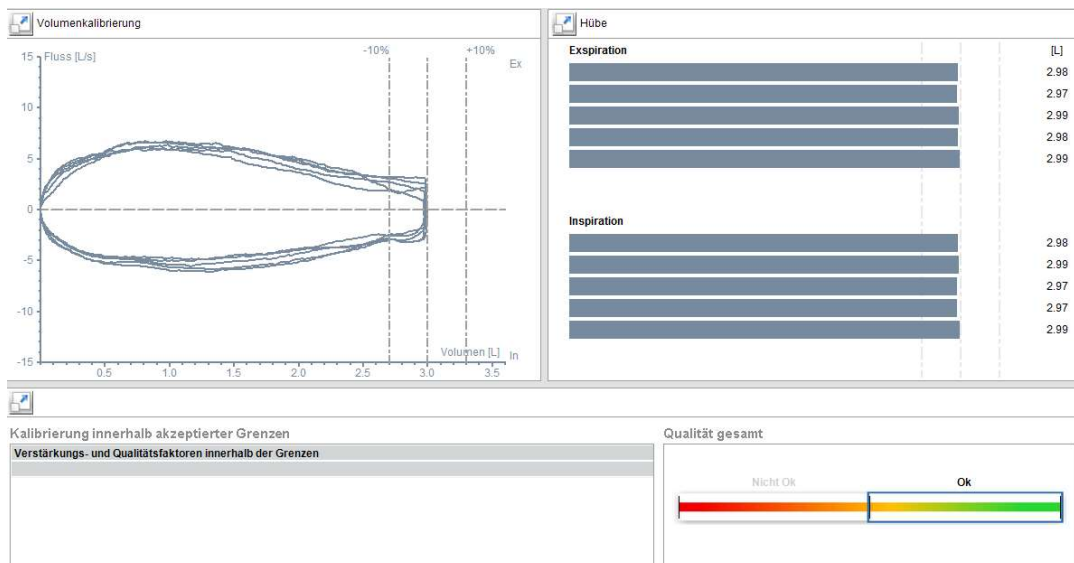 Volumenkalibrierung
-10%
+10%
15
Fluss [L/s]
Ex
10
5
0
-5
-10
-15
Volumen [L]
In
0.5
1.0
1.5
2.0
2.5
3.0
3.5
Hübe
Exspiration
[L]
2.98
2.97
2.99
2.98
2.99
Inspiration
2.98
2.99
2.97
2.97
2.99
Kalibrierung innerhalb akzeptierter Grenzen
Verstärkungs- und Qualitätsfaktoren innerhalb der Grenzen
Qualität gesamt
Nicht Ok
Ok